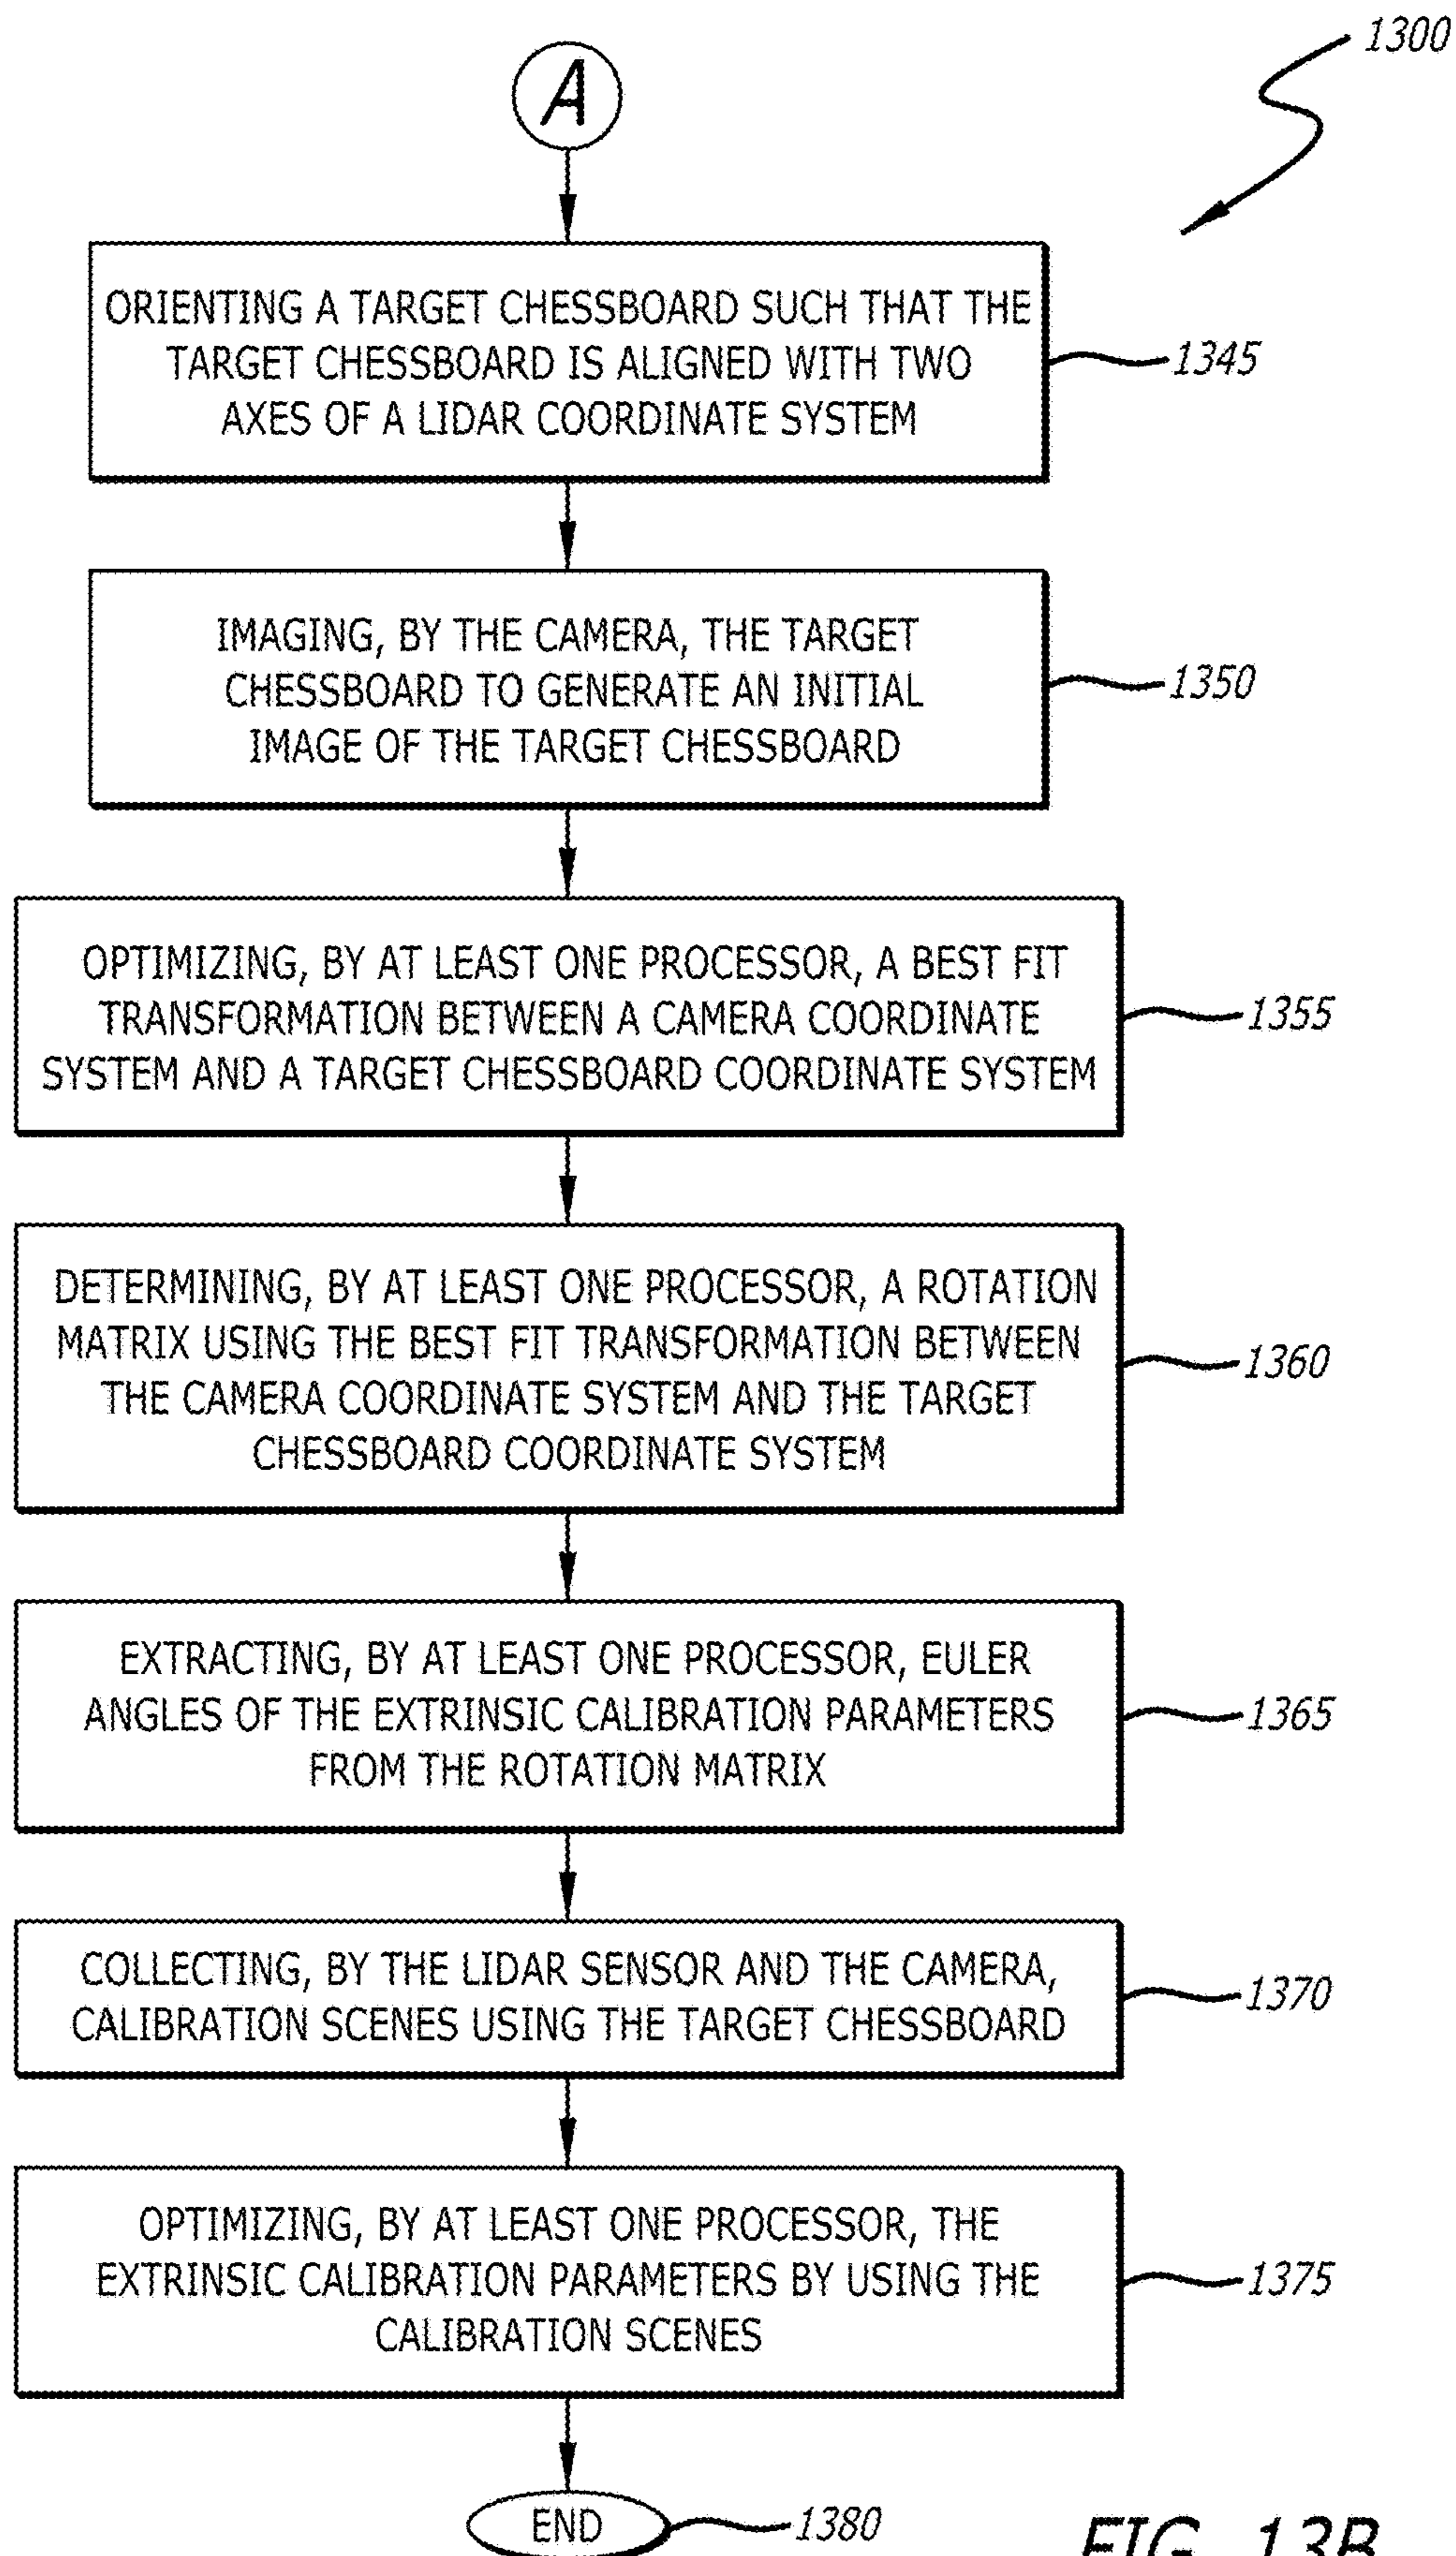 1300
A
ORIENTING A TARGET CHESSBOARD SUCH THAT THE
TARGET CHESSBOARD IS ALIGNED WITH TWO
AXES OF A LIDAR COORDINATE SYSTEM
1345
IMAGING, BY THE CAMERA, THE TARGET
CHESSBOARD TO GENERATE AN INITIAL
IMAGE OF THE TARGET CHESSBOARD
1350
OPTIMIZING, BY AT LEAST ONE PROCESSOR, A BEST FIT
TRANSFORMATION BETWEEN A CAMERA COORDINATE
SYSTEM AND A TARGET CHESSBOARD COORDINATE SYSTEM
1355
DETERMINING, BY AT LEAST ONE PROCESSOR, A ROTATION
MATRIX USING THE BEST FIT TRANSFORMATION BETWEEN
THE CAMERA COORDINATE SYSTEM AND THE TARGET
CHESSBOARD COORDINATE SYSTEM
1360
EXTRACTING, BY AT LEAST ONE PROCESSOR, EULER
ANGLES OF THE EXTRINSIC CALIBRATION PARAMETERS
FROM THE ROTATION MATRIX
1365
COLLECTING, BY THE LIDAR SENSOR AND THE CAMERA,
CALIBRATION SCENES USING THE TARGET CHESSBOARD
1370
OPTIMIZING, BY AT LEAST ONE PROCESSOR, THE
EXTRINSIC CALIBRATION PARAMETERS BY USING THE
CALIBRATION SCENES
1375
END
1380
FIG. 13B